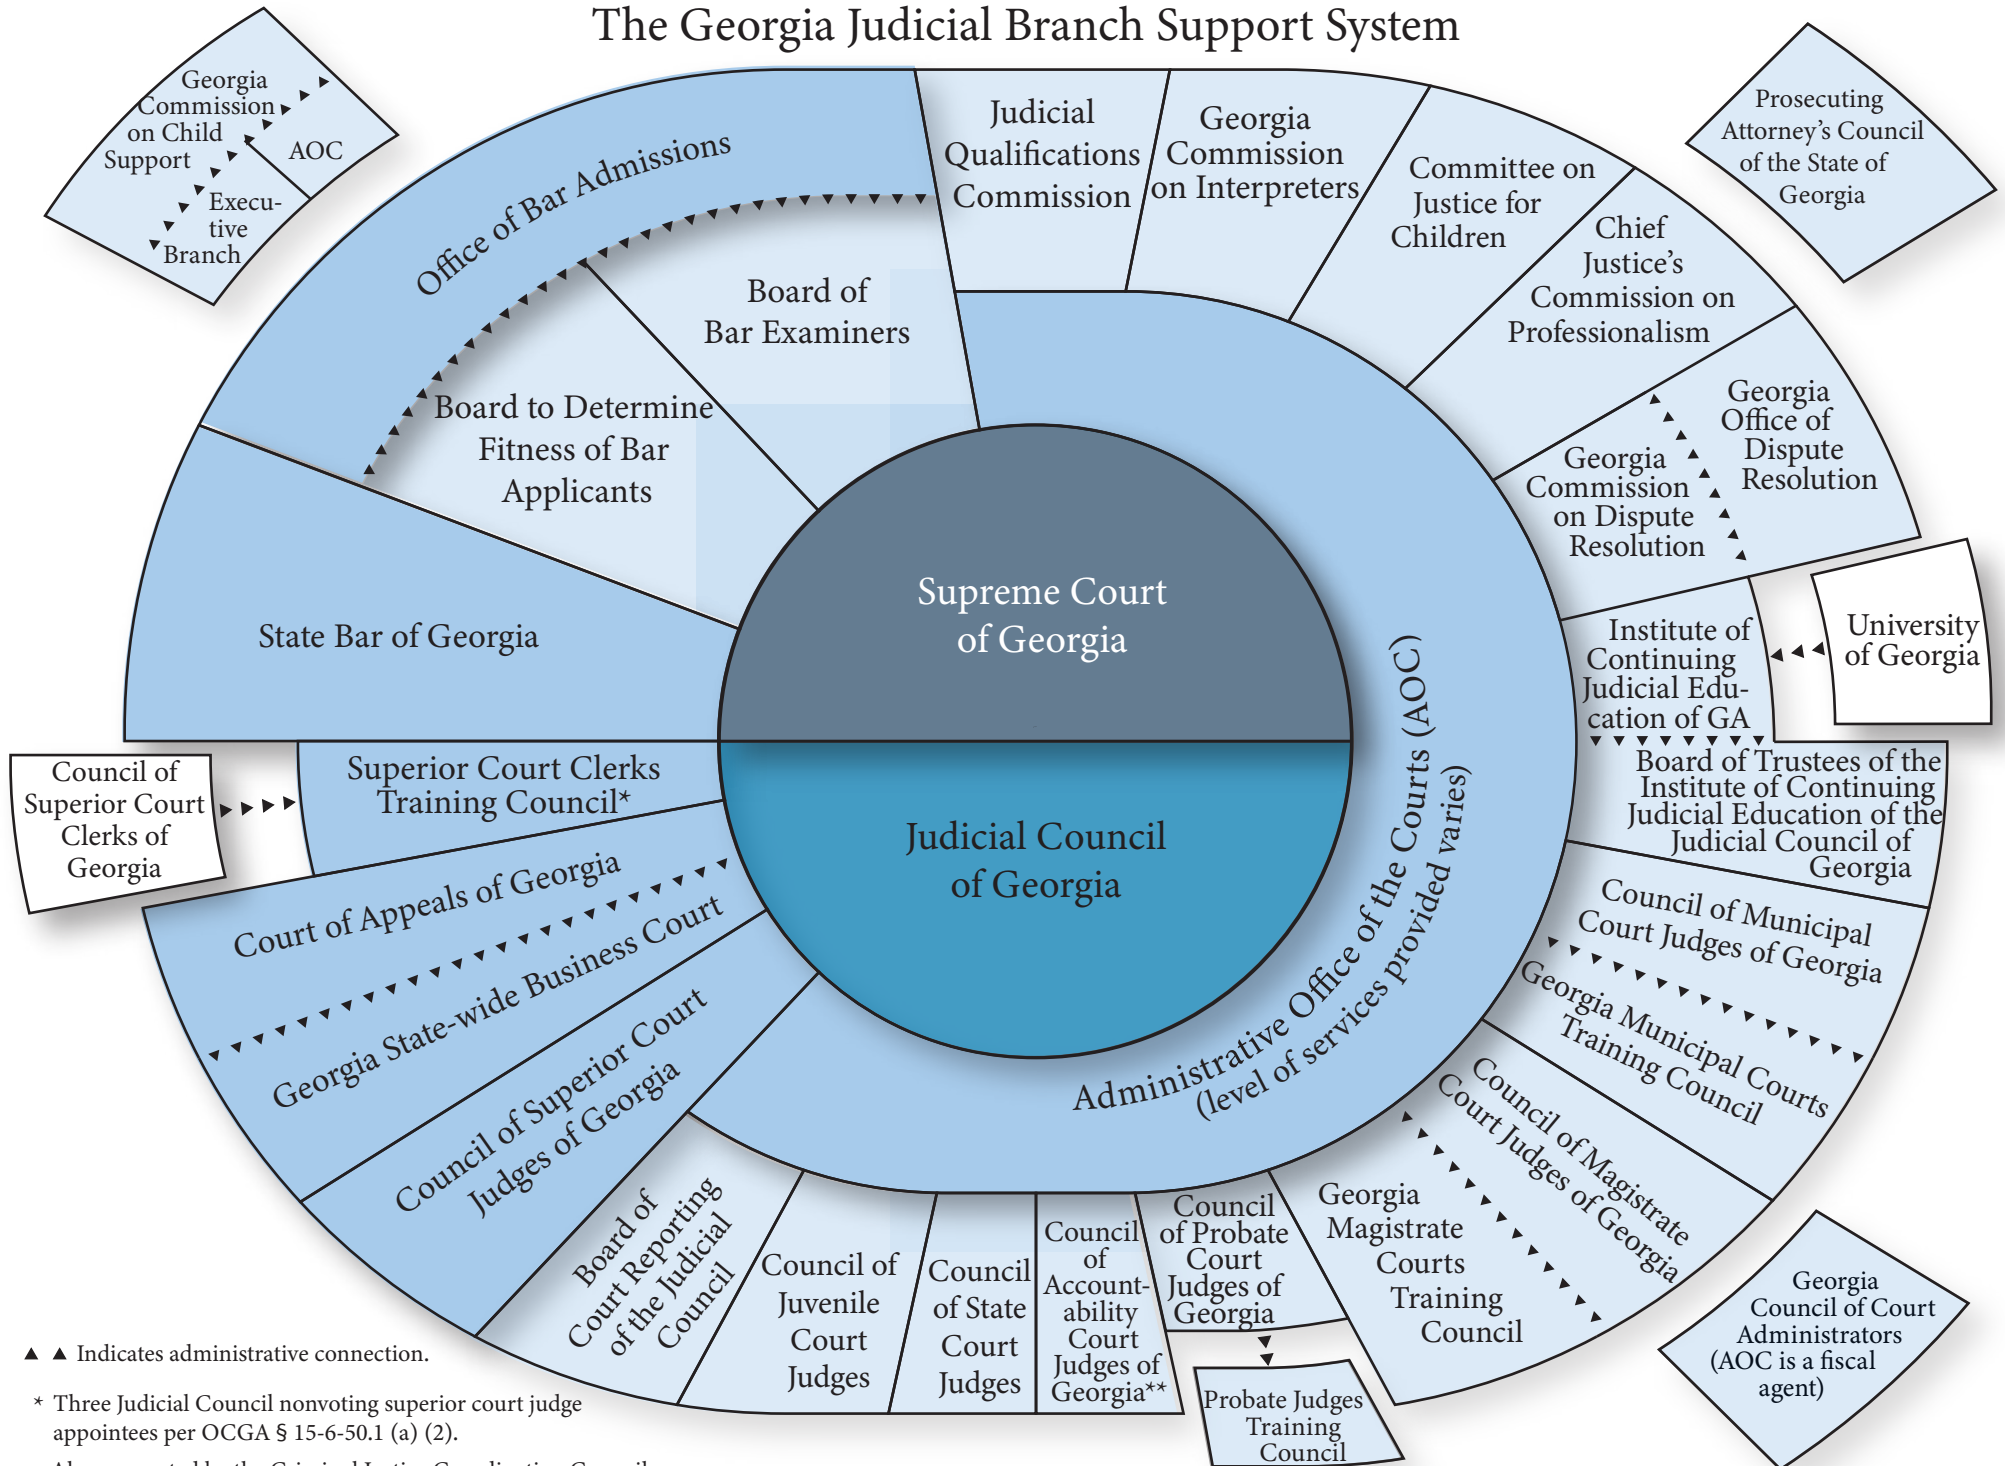 The Georgia Judicial Branch Support System
Georgia
Commission
on Child
Support
AOC
Execu-
tive
Branch
Office of Bar Admissions
Board of
Bar Examiners
Board to Determine
Fitness of Bar
Applicants
State Bar of Georgia
Judicial
Qualifications
Commission
Georgia
Commission
on Interpreters
Committee on
Justice for
Children
Chief
Justice's
Commission on
Professionalism
Prosecuting
Attorney's Council
of the State of
Georgia
Georgia
Office of
Dispute
Resolution
Georgia
Commission
on Dispute
Resolution
Supreme Court
of Georgia
Judicial Council
of Georgia
Administrative Office of the Courts (AOC)
(level of services provided varies)
Institute of
Continuing
Judicial Edu-
cation of GA
University
of Georgia
Board of Trustees of the
Institute of Continuing
Judicial Education of the
Judicial Council of
Georgia
Council of Municipal
Court Judges of Georgia
Georgia Municipal Courts
Training Council
Council of Magistrate
Court Judges of Georgia
Georgia
Magistrate
Courts
Training
Council
Georgia
Council of Court
Administrators
(AOC is a fiscal
agent)
Council
of Probate
Court
Judges of
Georgia
Probate Judges
Training
Council
Council
of
Account-
ability
Court
Judges of
Georgia**
Council
of State
Court
Judges
Council of
Juvenile
Court
Judges
Board of
Court Reporting
of the Judicial
Council
Council of Superior Court
Judges of Georgia
Georgia State-wide Business Court
Court of Appeals of Georgia
Superior Court Clerks
Training Council*
Council of
Superior Court
Clerks of
Georgia
▲ ▲ Indicates administrative connection.
* Three Judicial Council nonvoting superior court judge
appointees per OCGA § 15-6-50.1 (a) (2).